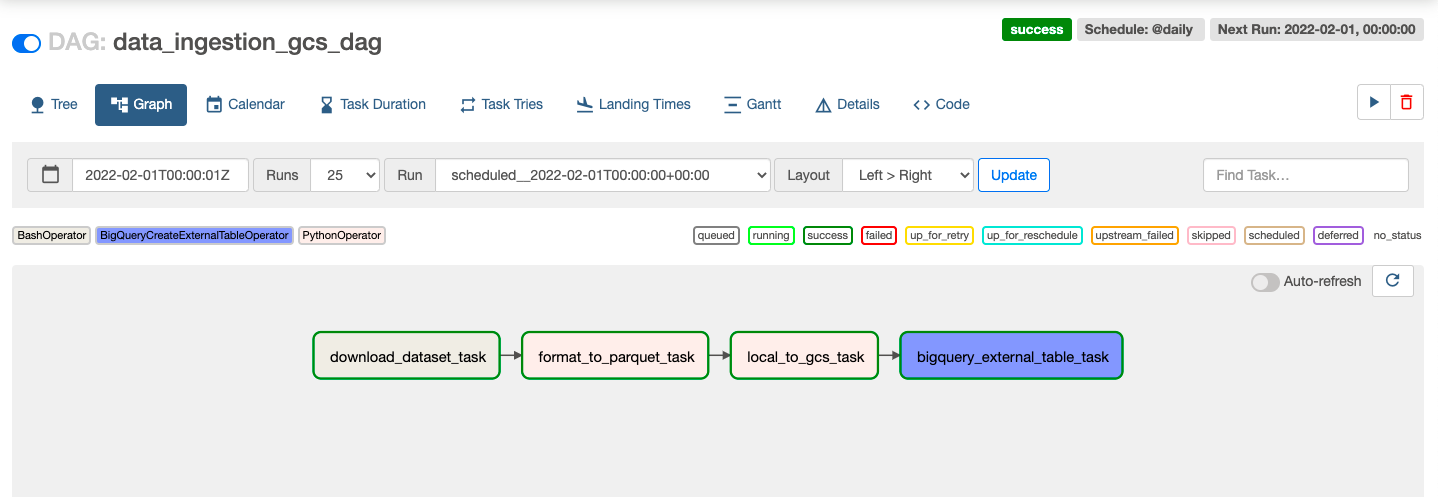 DAG: data_ingestion_gcs_dag
success Schedule: @daily Next Run: 2022-02-01, 00:00:00
Tree Graph Calendar Task Duration Task Tries Landing Times Gantt Details Code
2022-02-01T00:00:01Z Runs 25 Run scheduled__2022-02-01T00:00:00+00:00 Layout Left > Right Update Find Task...
BashOperator BigQueryCreateExternalTableOperator PythonOperator queued running success failed up_for_retry up_for_reschedule upstream_failed skipped scheduled deferred no_status
Auto-refresh
download_dataset_task format_to_parquet_task local_to_gcs_task bigquery_external_table_task